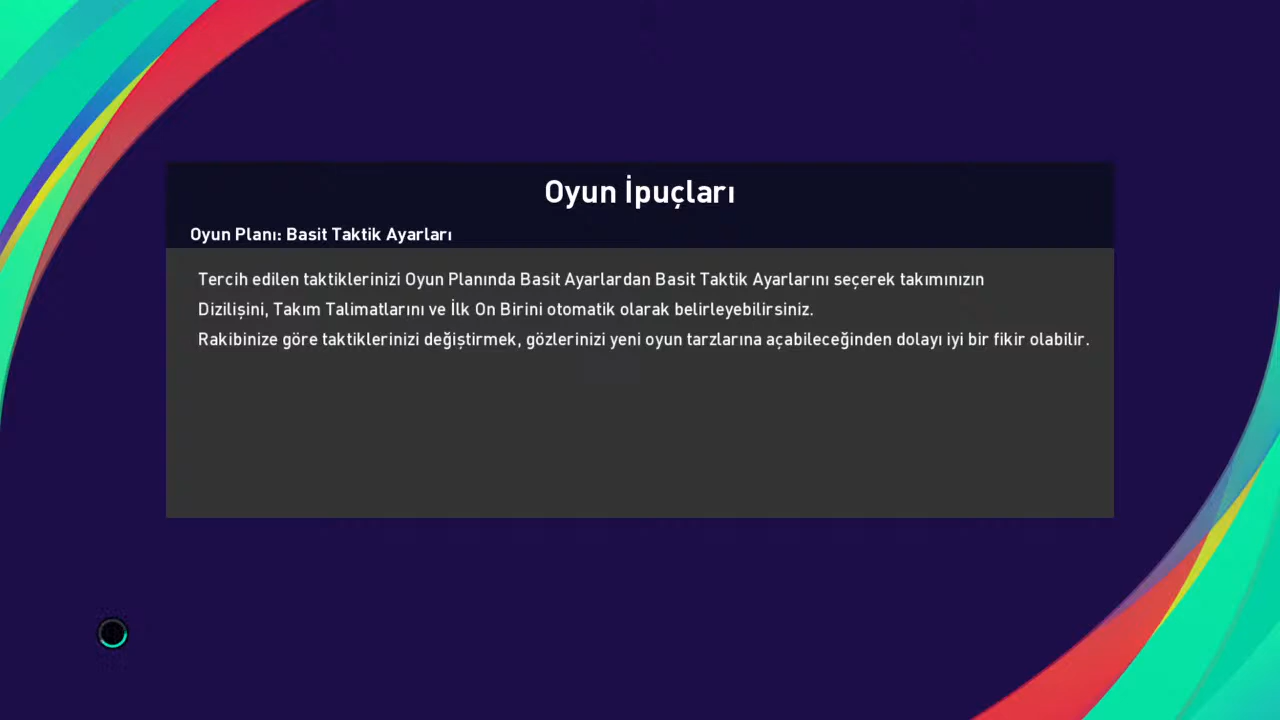 Oyun İpuçları
Oyun Planı: Basit Taktik Ayarları
Tercih edilen taktiklerinizi Oyun Planında Basit Ayarlardan Basit Taktik Ayarlarını seçerek takımınızın
Dizilişini, Takım Talimatlarını ve İlk On Birini otomatik olarak belirleyebilirsiniz.
Rakibinize göre taktiklerinizi değiştirmek, gözlerinizi yeni oyun tarzlarına açabileceğinden dolayı iyi bir fikir olabilir.